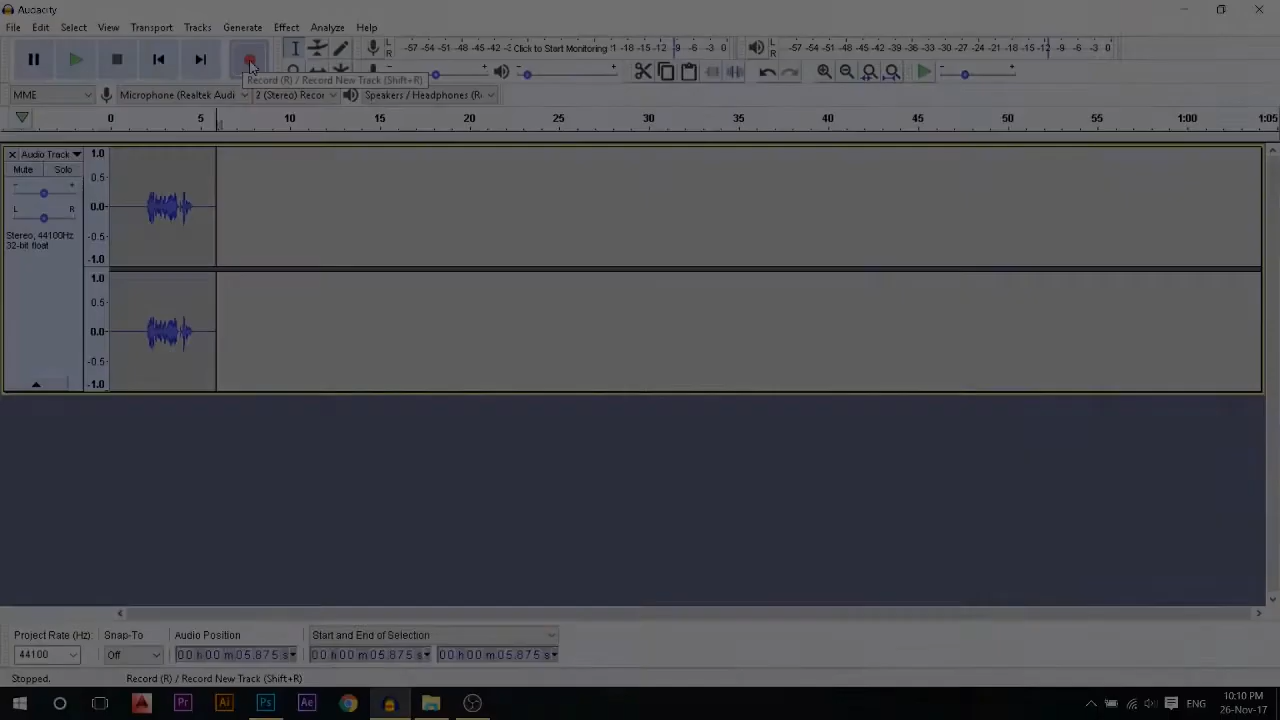 Audacity
File Edit Select View Transport Tracks Generate Effect Analyze Help
L R -57 -54 -51 -48 -45 -42 -3 Click to Start Monitoring !1 -18 -15 -12 -9 -6 -3 0
L R -57 -54 -51 -48 -45 -42 -39 -36 -33 -30 -27 -24 -21 -18 -15 -12 -9 -6 -3 0
- + - + - +
Record (R) / Record New Track (Shift+R)
MME Microphone (Realtek Audi 2 (Stereo) Recor Speakers / Headphones (R
0 5 10 15 20 25 30 35 40 45 50 55 1:00 1:05
Audio Track 1.0
Mute Solo
- + 0.5-
L R 0.0-
Stereo, 44100Hz -0.5-
32-bit float
-1.0
1.0
0.5-
0.0-
-0.5-
-1.0
Project Rate (Hz): Snap-To Audio Position Start and End of Selection
44100 Off 00 h 00 m 05.875 s 00 h 00 m 05.875 s 00 h 00 m 05.875 s
Stopped. Record (R) / Record New Track (Shift+R)
Pr Ai Ps Ae ENG 10:10 PM
26-Nov-17